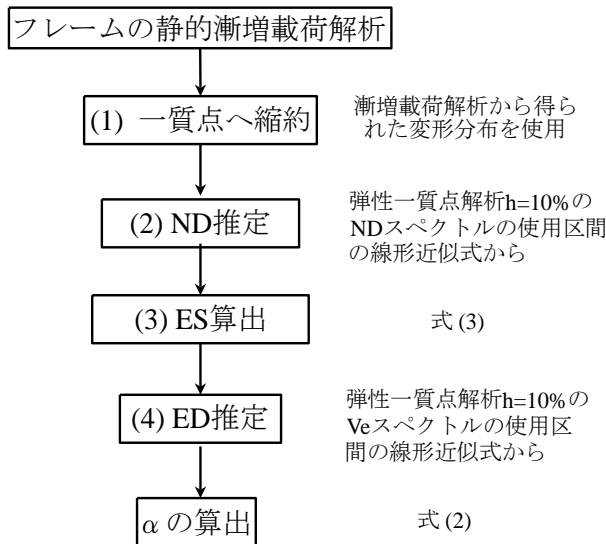 フレームの静的漸増載荷解析
(1) 一質点へ縮約
漸増載荷解析から得ら
れた変形分布を使用
(2) ND推定
弾性一質点解析h=10%の
NDスペクトルの使用区間
の線形近似式から
(3) ES算出
式 (3)
(4) ED推定
弾性一質点解析h=10%の
Veスペクトルの使用区
間の線形近似式から
αの算出
式 (2)